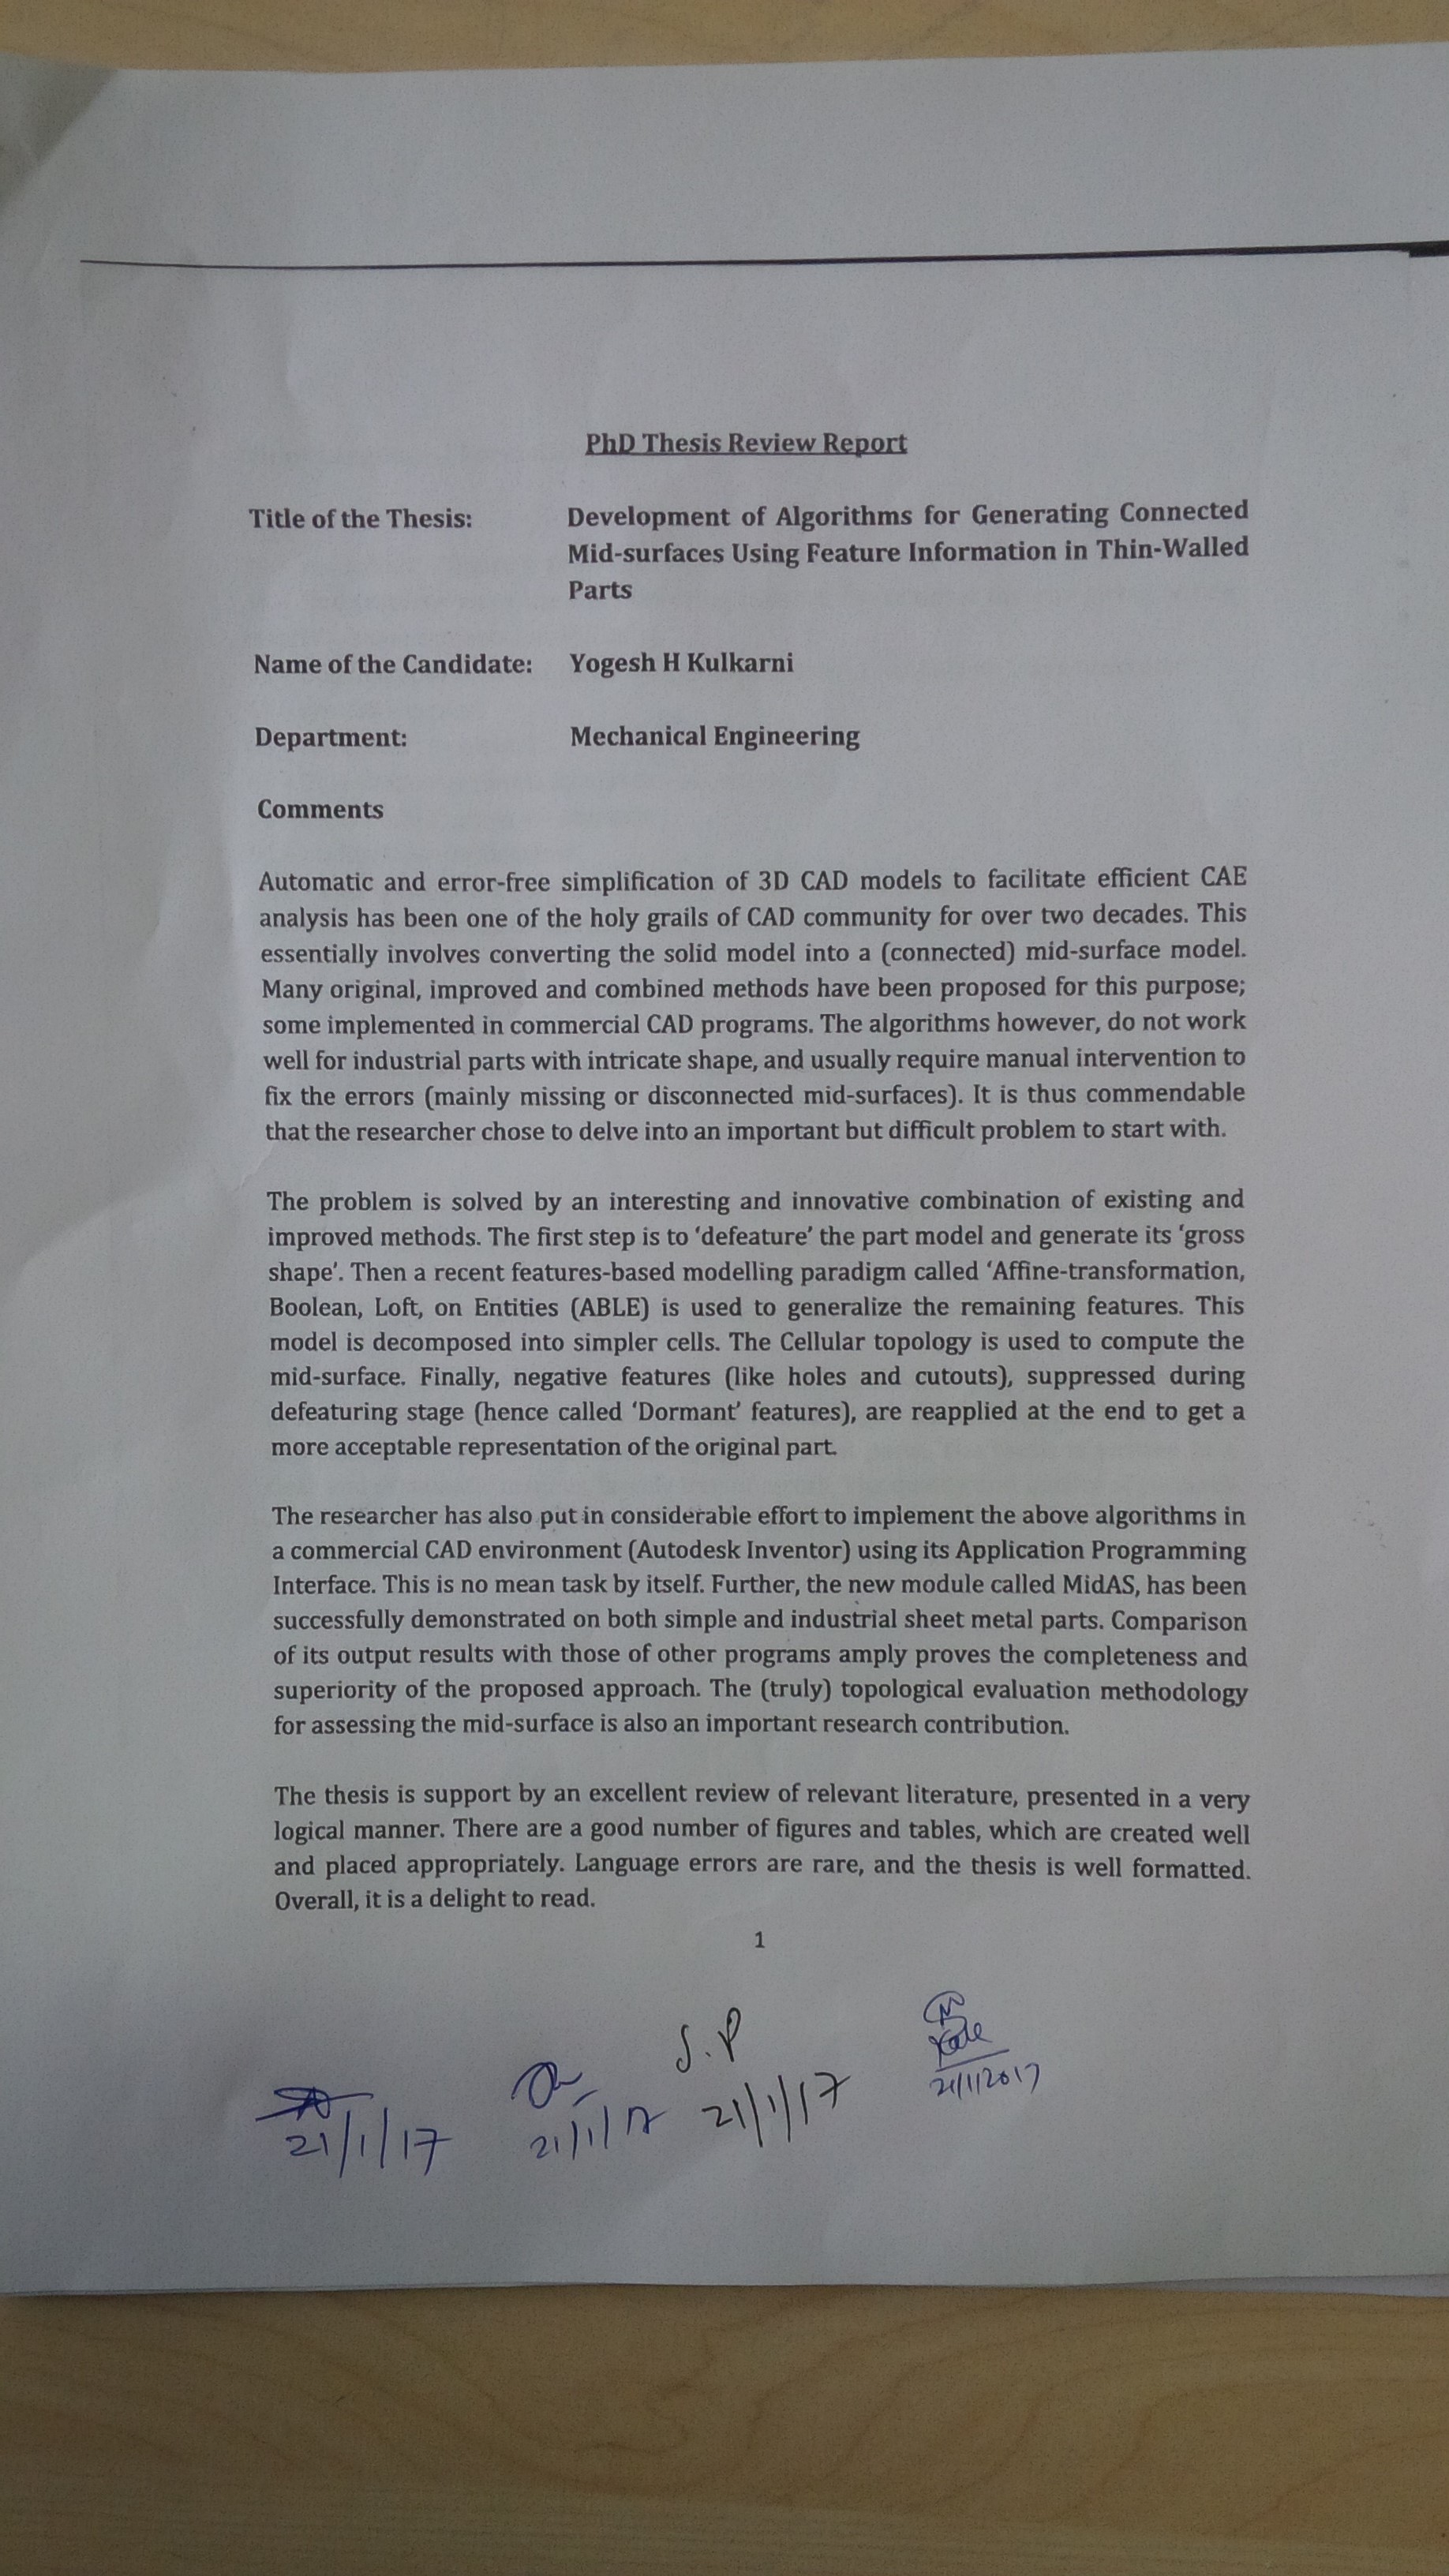 PhD Thesis Review Report
Title of the Thesis: Development of Algorithms for Generating Connected
Mid-surfaces Using Feature Information in Thin-Walled
Parts
Name of the Candidate: Yogesh H Kulkarni
Department: Mechanical Engineering
Comments
Automatic and error-free simplification of 3D CAD models to facilitate efficient CAE
analysis has been one of the holy grails of CAD community for over two decades. This
essentially involves converting the solid model into a (connected) mid-surface model.
Many original, improved and combined methods have been proposed for this purpose;
some implemented in commercial CAD programs. The algorithms however, do not work
well for industrial parts with intricate shape, and usually require manual intervention to
fix the errors (mainly missing or disconnected mid-surfaces). It is thus commendable
that the researcher chose to delve into an important but difficult problem to start with.
The problem is solved by an interesting and innovative combination of existing and
improved methods. The first step is to ‘defeature’ the part model and generate its ‘gross
shape’. Then a recent features-based modelling paradigm called ‘Affine-transformation,
Boolean, Loft, on Entities (ABLE) is used to generalize the remaining features. This
model is decomposed into simpler cells. The Cellular topology is used to compute the
mid-surface. Finally, negative features (like holes and cutouts), suppressed during
defeaturing stage (hence called ‘Dormant’ features), are reapplied at the end to get a
more acceptable representation of the original part.
The researcher has also put in considerable effort to implement the above algorithms in
a commercial CAD environment (Autodesk Inventor) using its Application Programming
Interface. This is no mean task by itself. Further, the new module called MidAS, has been
successfully demonstrated on both simple and industrial sheet metal parts. Comparison
of its output results with those of other programs amply proves the completeness and
superiority of the proposed approach. The (truly) topological evaluation methodology
for assessing the mid-surface is also an important research contribution.
The thesis is support by an excellent review of relevant literature, presented in a very
logical manner. There are a good number of figures and tables, which are created well
and placed appropriately. Language errors are rare, and the thesis is well formatted.
Overall, it is a delight to read.
1
S.P
21/1/17 21/1/17 21/1/17 21/1/2017